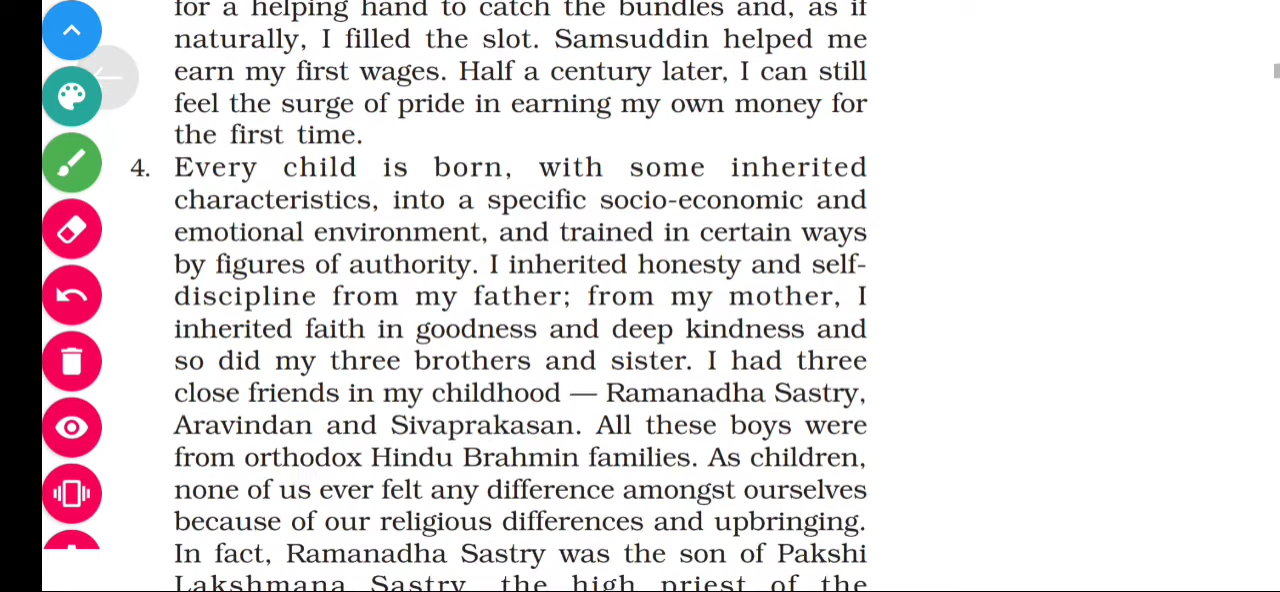 for a helping hand to catch the bundles and, as if
naturally, I filled the slot. Samsuddin helped me
earn my first wages. Half a century later, I can still
feel the surge of pride in earning my own money for
the first time.
4. Every child is born, with some inherited
characteristics, into a specific socio-economic and
emotional environment, and trained in certain ways
by figures of authority. I inherited honesty and self-
discipline from my father; from my mother, I
inherited faith in goodness and deep kindness and
so did my three brothers and sister. I had three
close friends in my childhood — Ramanadha Sastry,
Aravindan and Sivaprakasan. All these boys were
from orthodox Hindu Brahmin families. As children,
none of us ever felt any difference amongst ourselves
because of our religious differences and upbringing.
In fact, Ramanadha Sastry was the son of Pakshi
Lakshmana Sastry, the high priest of the